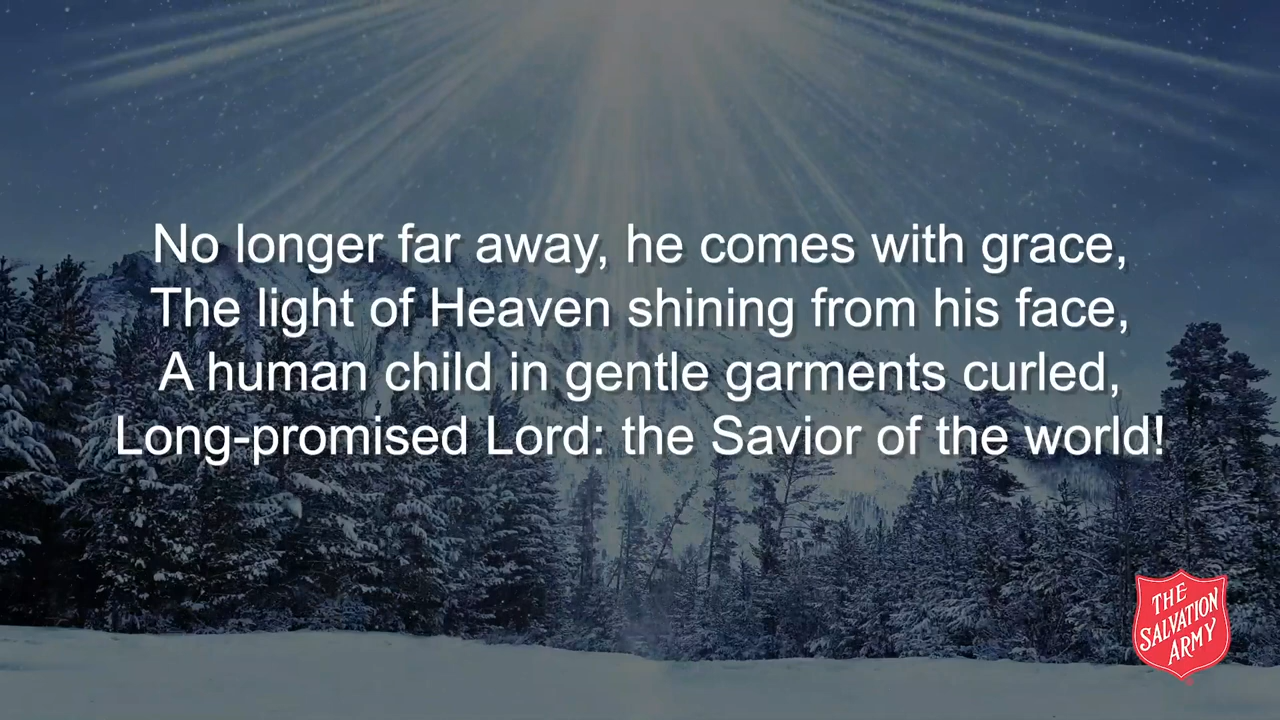 No longer far away, he comes with grace,
The light of Heaven shining from his face,
A human child in gentle garments curled,
Long-promised Lord: the Savior of the world!
THE
SALVATION
ARMY